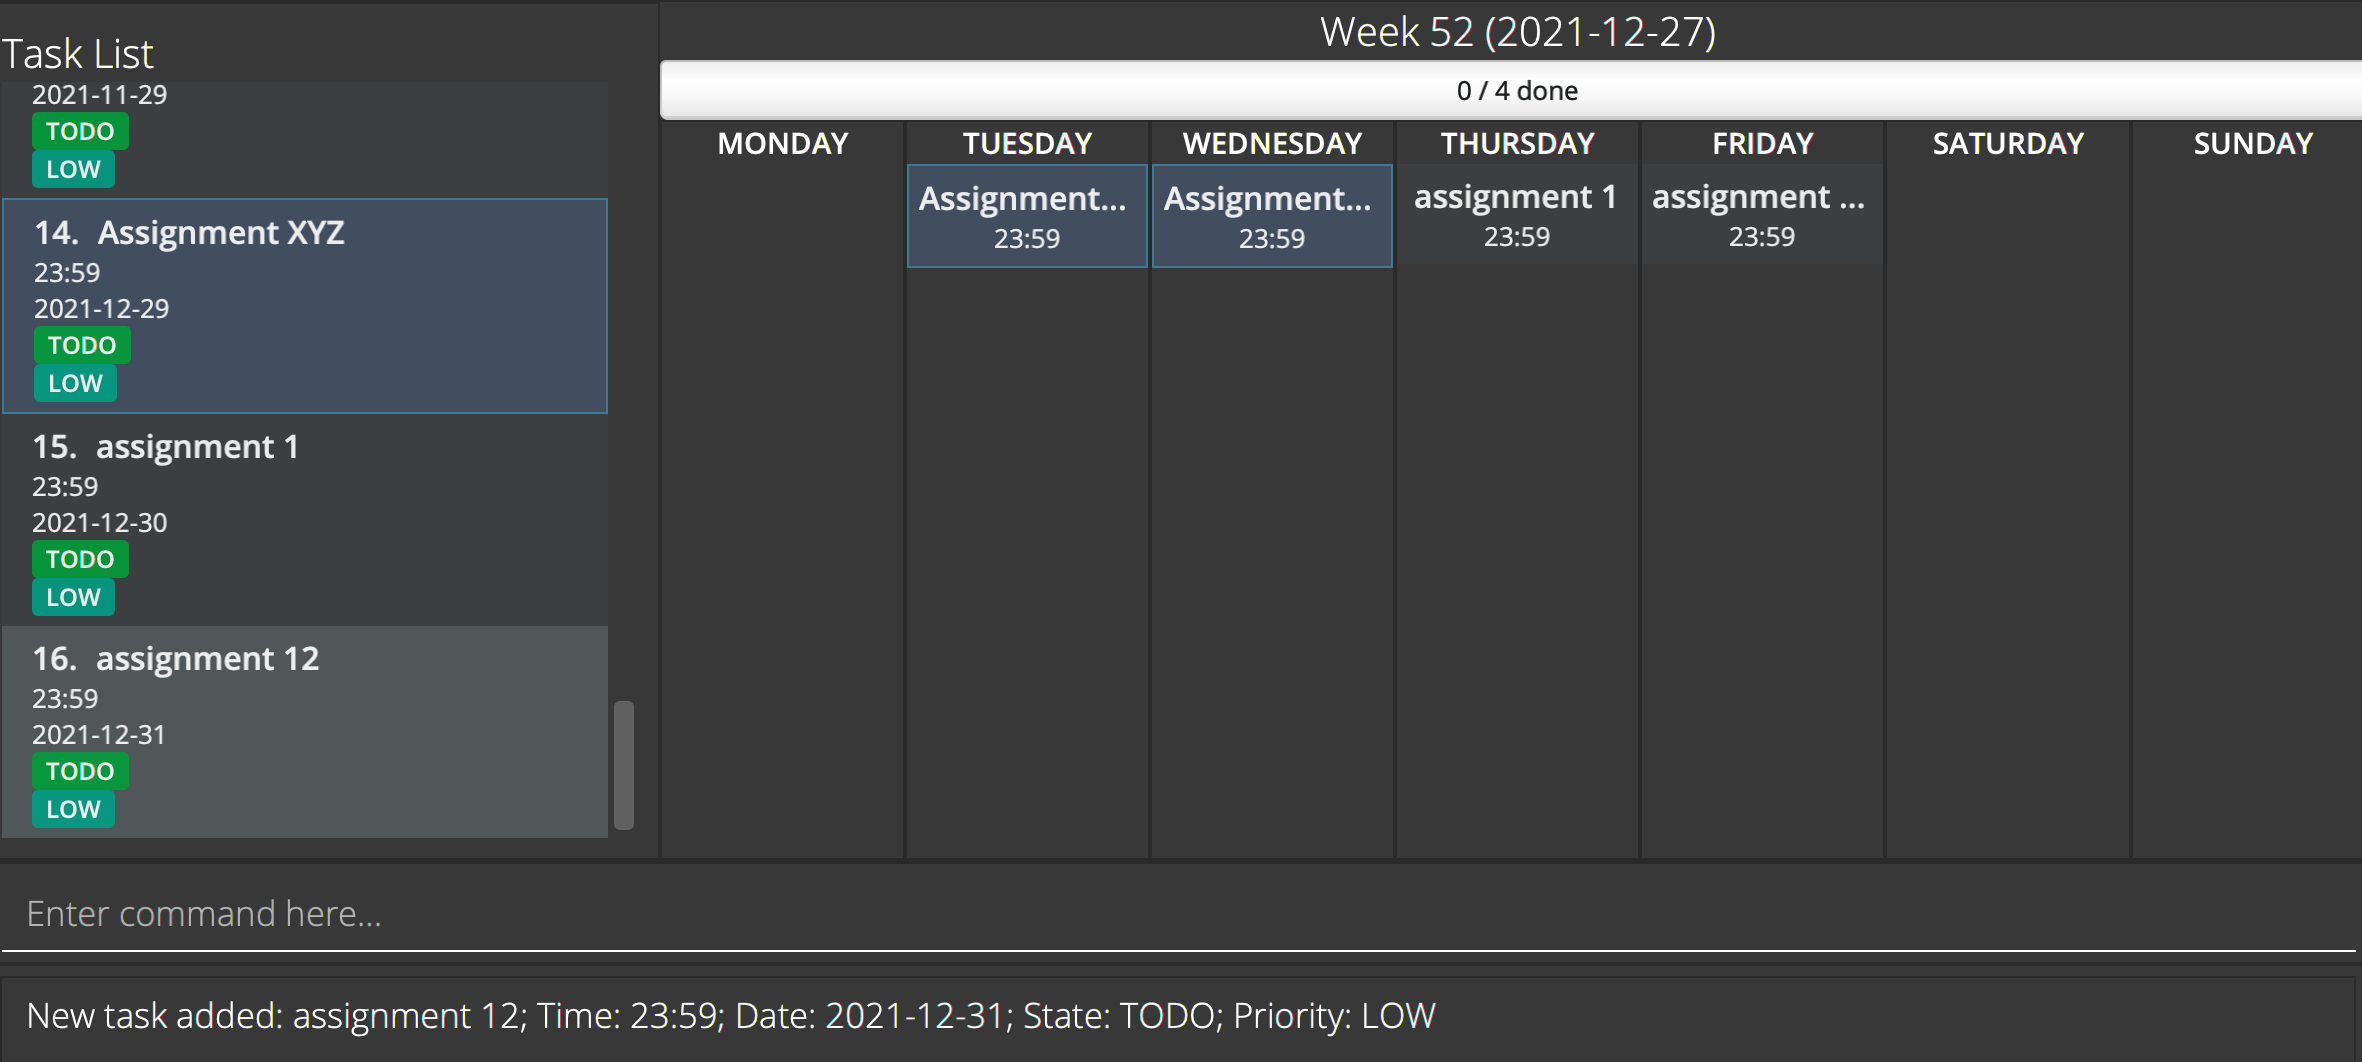 Task List
2021-11-29
TODO
LOW
14. Assignment XYZ
23:59
2021-12-29
TODO
LOW
15. assignment 1
23:59
2021-12-30
TODO
LOW
16. assignment 12
23:59
2021-12-31
TODO
LOW
Week 52 (2021-12-27)
0 / 4 done
MONDAY TUESDAY WEDNESDAY THURSDAY FRIDAY SATURDAY SUNDAY
Assignment... Assignment... assignment 1 assignment ...
23:59 23:59 23:59 23:59
Enter command here...
New task added: assignment 12; Time: 23:59; Date: 2021-12-31; State: TODO; Priority: LOW